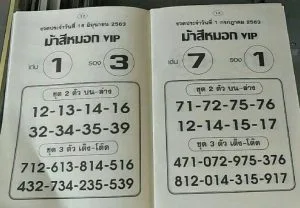 11
งวดประจำวันที่ 16 มิถุนายน 2563
ม้าสีหมอก VIP
เด่น 1 รอง 3
ชุด 2 ตัว บน-ล่าง
12-13-14-16
32-34-35-39
ชุด 3 ตัว เต็ง-โต๊ด
712-613-814-516
432-734-235-539
12
งวดประจำวันที่ 1 กรกฎาคม 2563
ม้าสีหมอก VIP
เด่น 7 รอง 1
ชุด 2 ตัว บน-ล่าง
71-72-75-76
12-14-15-17
ชุด 3 ตัว เต็ง-โต๊ด
471-072-975-376
812-014-315-917